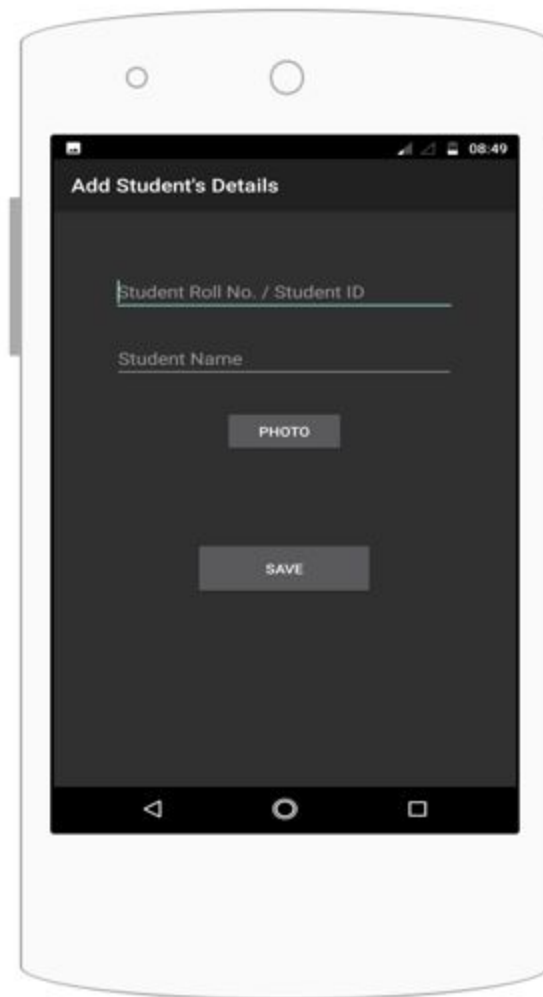 08:49
Add Student's Details
Student Roll No. / Student ID
Student Name
PHOTO
SAVE